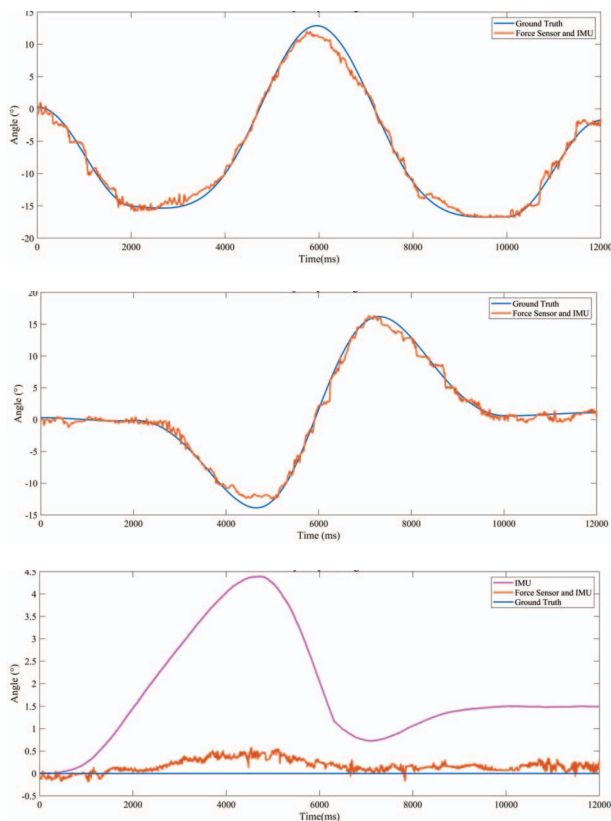 15
Ground Truth
Force Sensor and IMU
10
5
0
-5
-10
-15
-20
Angle (°)
0 2000 4000 6000 8000 10000 12000
Time(ms)
20
Ground Truth
Force Sensor and IMU
15
10
5
0
-5
-10
-15
Angle (°)
0 2000 4000 6000 8000 10000 12000
Time (ms)
4.5
IMU
Force Sensor and IMU
Ground Truth
4
3.5
3
2.5
2
1.5
1
0.5
0
-0.5
Angle (°)
0 2000 4000 6000 8000 10000 12000
Time(ms)